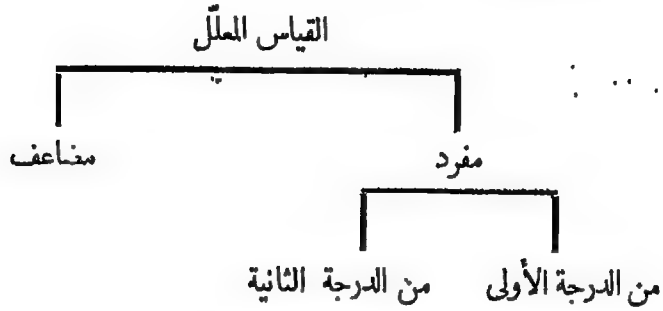 القياس المعلّل
مفرد مضاعف
من الدرجة الأولى من الدرجة الثانية